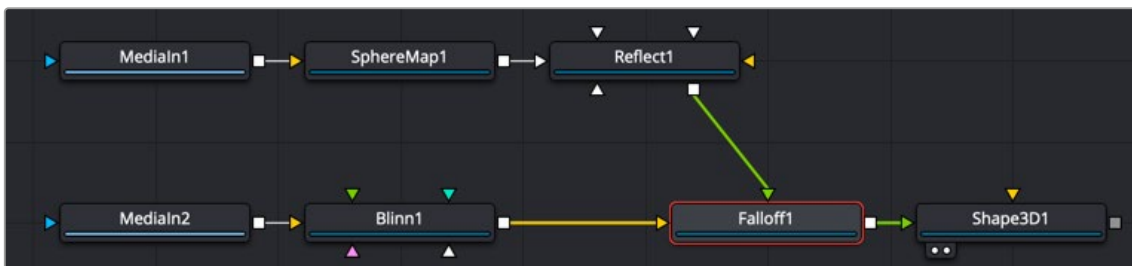 MediaIn1
SphereMap1
Reflect1
MediaIn2
Blinn1
Falloff1
Shape3D1